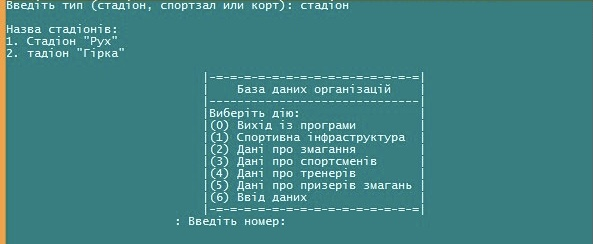 Введіть тип (стадіон, спортзал или корт): стадіон
Назва стадіонів:
1. Стадіон "Рух"
2. тадіон "Гірка"
|-=-=-=-=-=-=-=-=-=-=-=-=-=-=-|
База даних організацій
|------------------------------|
|Виберіть дію: |
|(0) Вихід із програми |
|(1) Спортивна інфраструктура |
|(2) Дані про змагання |
|(3) Дані про спортсменів |
|(4) Дані про тренерів |
|(5) Дані про призерів змагань |
|(6) Ввід даних |
|-=-=-=-=-=-=-=-=-=-=-=-=-=-=-|
: Введіть номер: